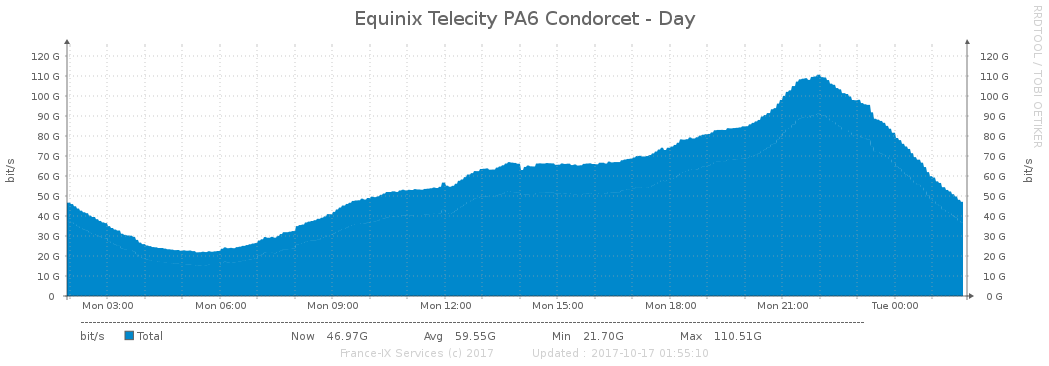 Equinix Telecity PA6 Condorcet - Day
RRDTOOL / TOBI OETIKER
bit/s
120 G 120 G
110 G 110 G
100 G 100 G
90 G 90 G
80 G 80 G
70 G 70 G
60 G 60 G
50 G 50 G
40 G 40 G
30 G 30 G
20 G 20 G
10 G 10 G
0 0 G
bit/s
Mon 03:00 Mon 06:00 Mon 09:00 Mon 12:00 Mon 15:00 Mon 18:00 Mon 21:00 Tue 00:00
bit/s Total Now 46.97G Avg 59.55G Min 21.70G Max 110.51G
France-IX Services (c) 2017 Updated : 2017-10-17 01:55:10